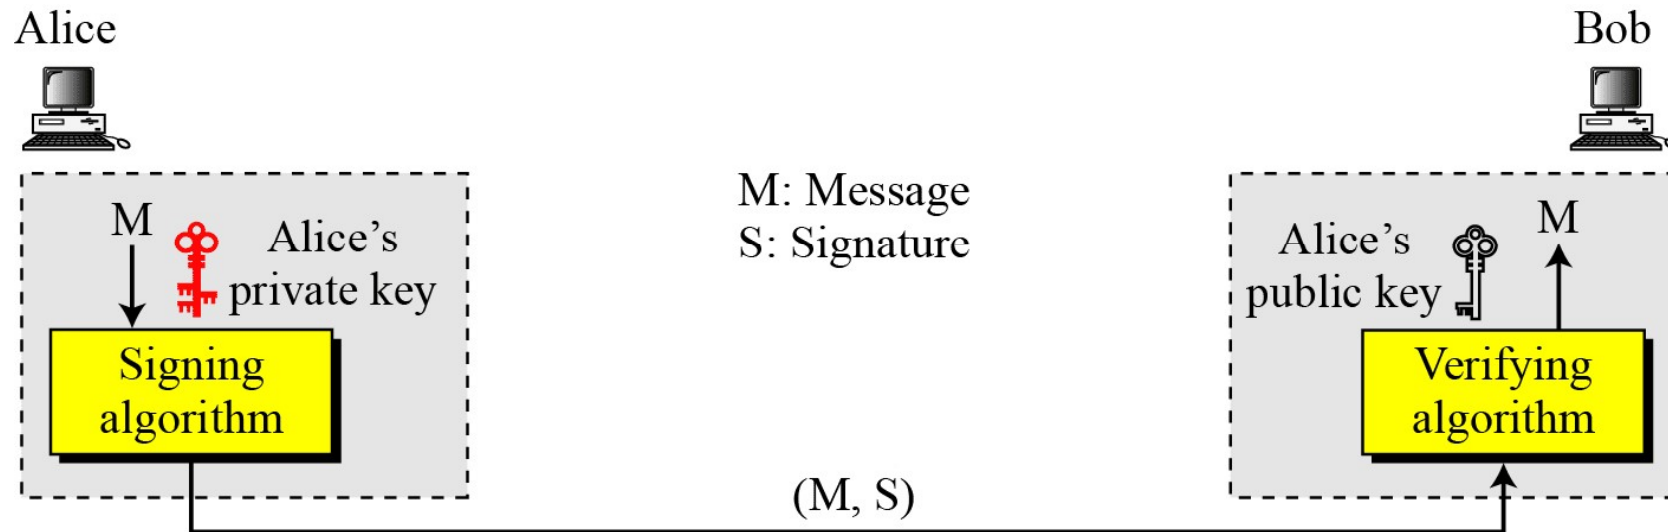 Alice
Bob
M: Message
S: Signature
M
Alice's
private key
Signing
algorithm
Alice's
public key
M
Verifying
algorithm
(M, S)